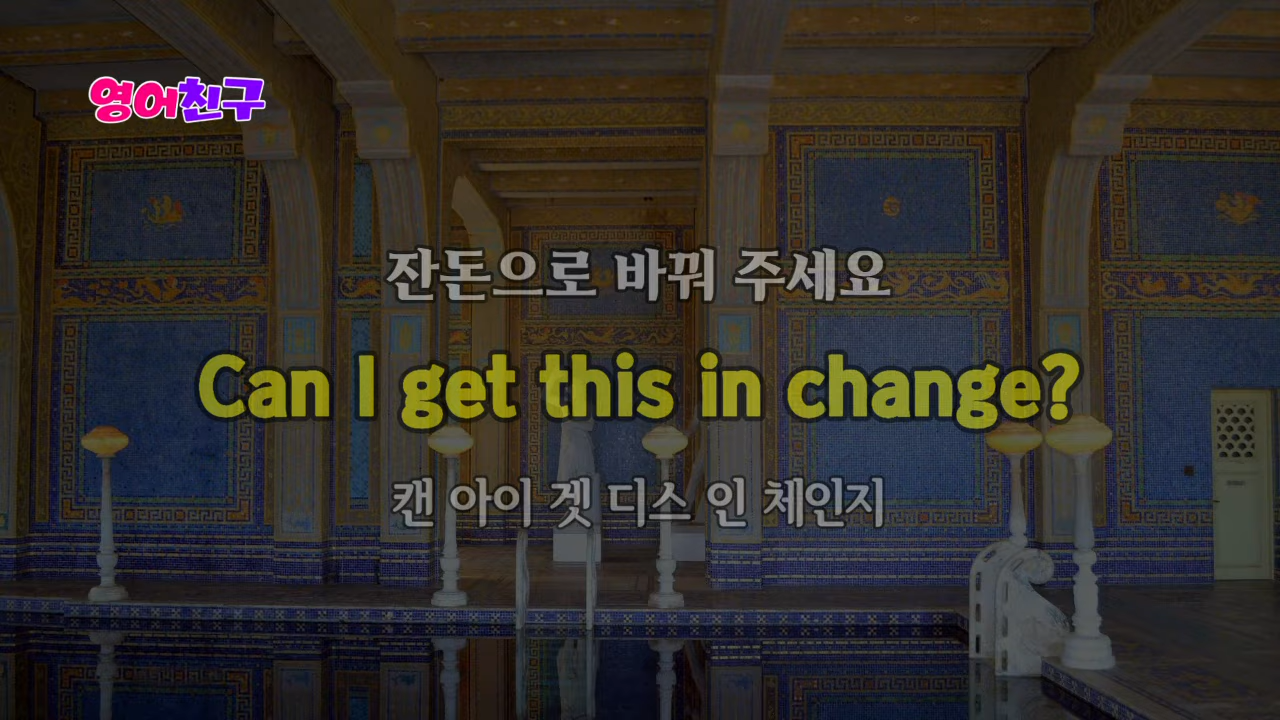 영어친구
잔돈으로 바꿔 주세요
Can I get this in change?
캔 아이 겟 디스 인 체인지